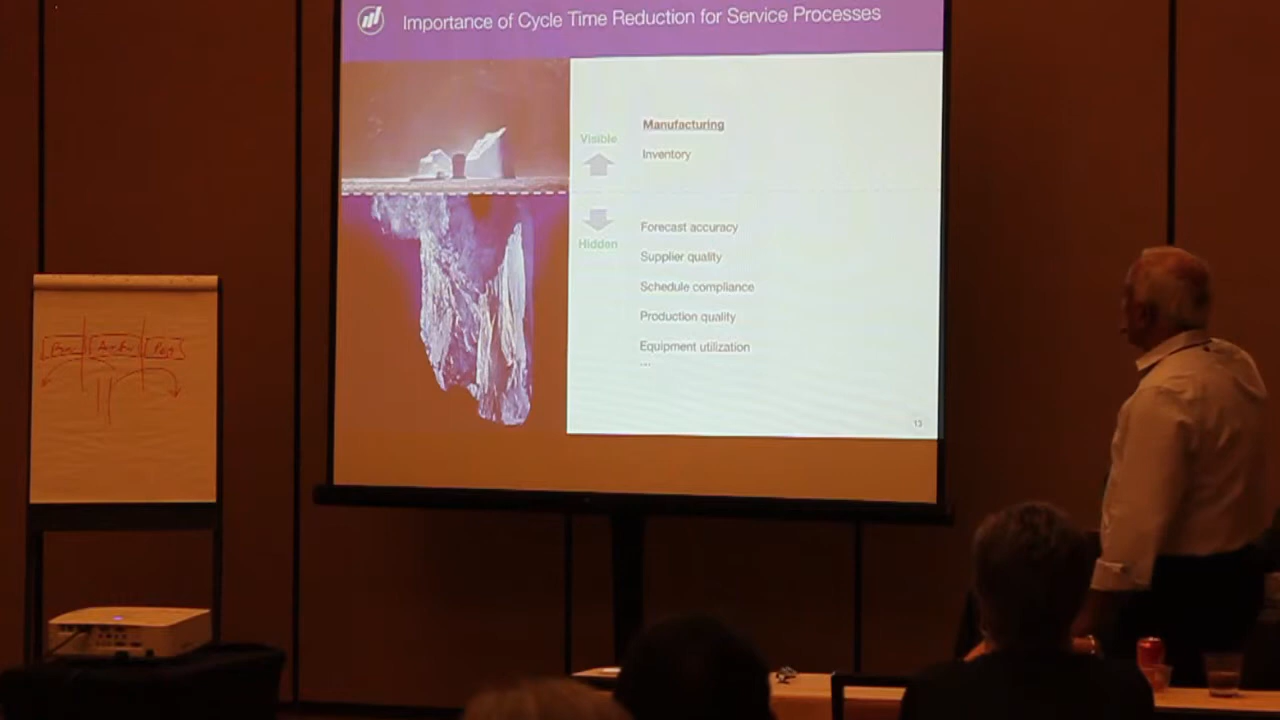 Importance of Cycle Time Reduction for Service Processes
Manufacturing
Visible
Inventory
Forecast accuracy
Hidden
Supplier quality
Schedule compliance
Production quality
Equipment utilization
...
13